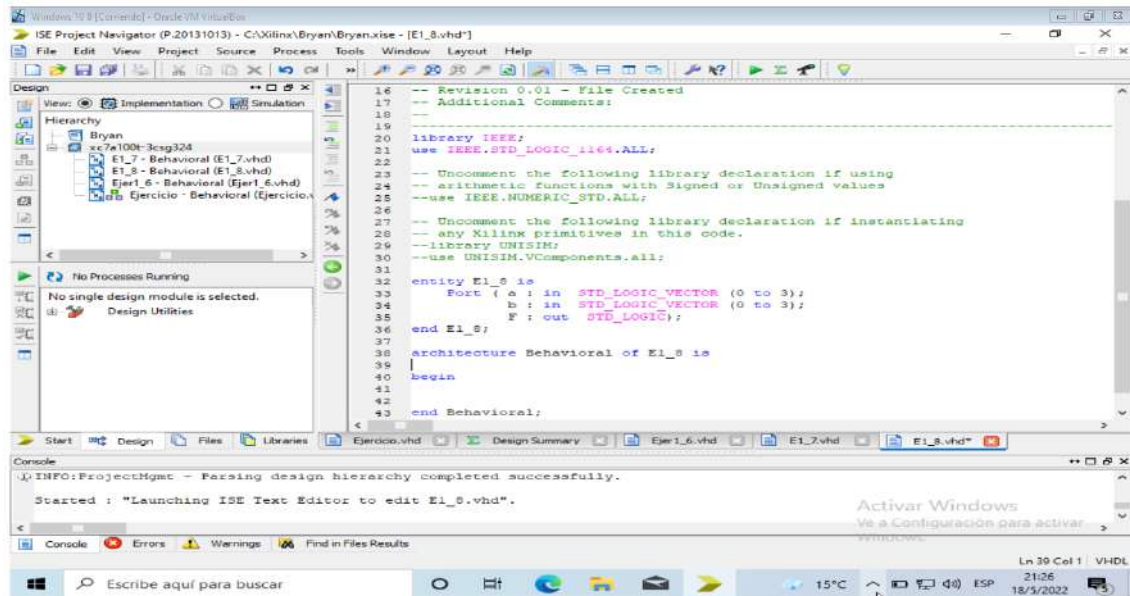 Windows 10 8 [Corriendo] - Oracle VM VirtualBox
ISE Project Navigator (P.20131013) - C:\Xilinx\Bryan\Bryan.xise - [E1_8.vhd*]
File Edit View Project Source Process Tools Window Layout Help
Design
View: Implementation Simulation
Hierarchy
Bryan
xc7a100t-3csg324
E1_7 - Behavioral (E1_7.vhd)
E1_8 - Behavioral (E1_8.vhd)
Ejer1_6 - Behavioral (Ejer1_6.vhd)
Ejercicio - Behavioral (Ejercicio.v
No Processes Running
No single design module is selected.
Design Utilities
16 -- Revision 0.01 - File Created
17 -- Additional Comments:
18 --
19 ----------------------------------------------------------------------------------
20 library IEEE;
21 use IEEE.STD_LOGIC_1164.ALL;
22
23 -- Uncomment the following library declaration if using
24 -- arithmetic functions with Signed or Unsigned values
25 --use IEEE.NUMERIC_STD.ALL;
26
27 -- Uncomment the following library declaration if instantiating
28 -- any Xilinx primitives in this code.
29 --library UNISIM;
30 --use UNISIM.VComponents.all;
31
32 entity E1_8 is
33 Port ( a : in STD_LOGIC_VECTOR (0 to 3);
34 b : in STD_LOGIC_VECTOR (0 to 3);
35 F : out STD_LOGIC);
36 end E1_8;
37
38 architecture Behavioral of E1_8 is
39
40 begin
41
42
43 end Behavioral;
Start Design Files Libraries
Ejercicio.vhd Design Summary Ejer1_6.vhd E1_7.vhd E1_8.vhd*
Console
INFO:ProjectMgmt - Parsing design hierarchy completed successfully.
Started : "Launching ISE Text Editor to edit E1_8.vhd".
Activar Windows
Ve a Configuración para activar
Windows.
Console Errors Warnings Find in Files Results
Ln 39 Col 1 VHDL
Escribe aquí para buscar
15°C
ESP
21:26
18/5/2022
5